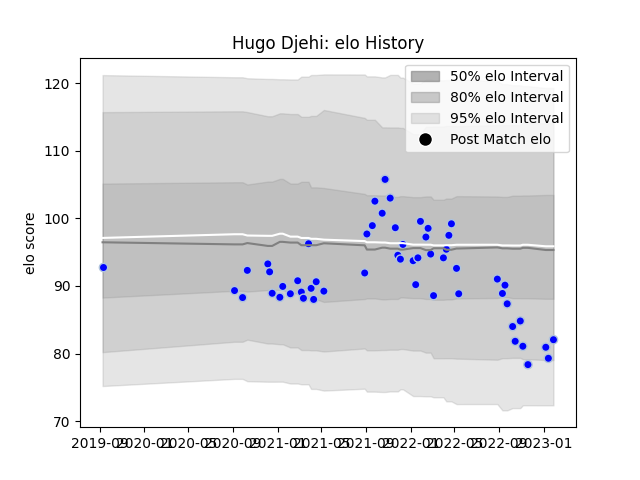 Hugo Djehi: elo History
50% elo Interval
80% elo Interval
95% elo Interval
Post Match elo
elo score
120
110
100
90
80
70
2019-09 2020-01 2020-05 2020-09 2021-01 2021-05 2021-09 2022-01 2022-05 2022-09 2023-01